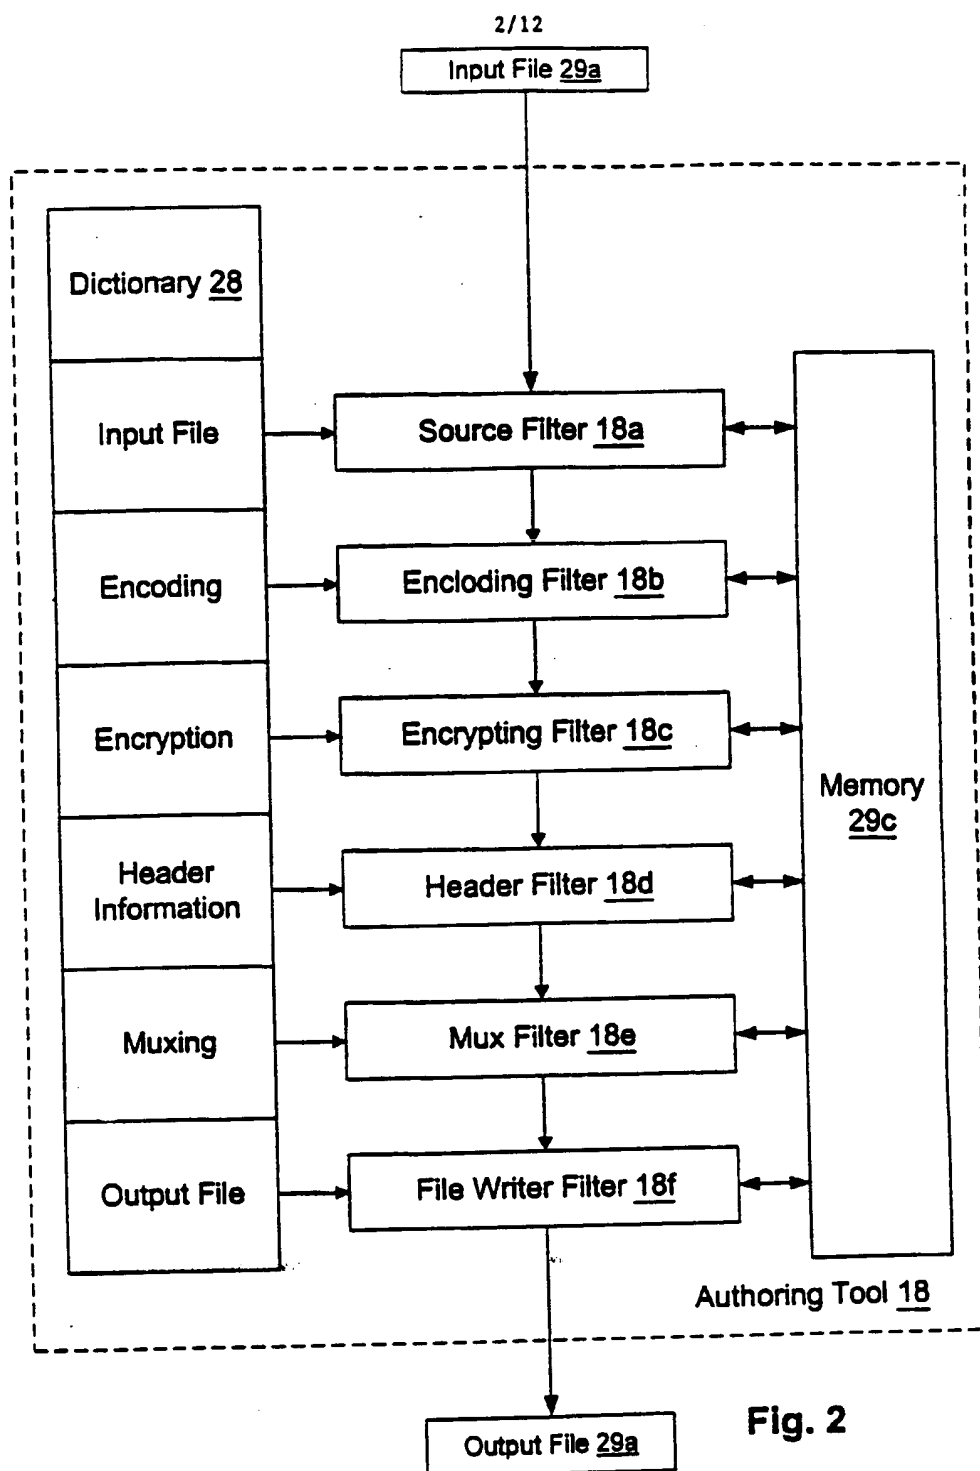 2/12
Input File 29a
Dictionary 28
Input File
Source Filter 18a
Encoding
Encloding Filter 18b
Encryption
Encrypting Filter 18c
Memory
29c
Header
Information
Header Filter 18d
Muxing
Mux Filter 18e
Output File
File Writer Filter 18f
Authoring Tool 18
Output File 29a
Fig. 2